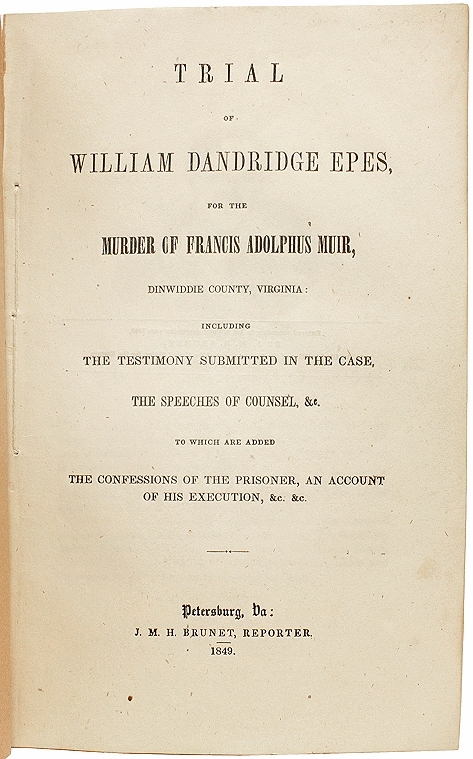 TRIAL
OF
WILLIAM DANDRIDGE EPES,
FOR THE
MURDER OF FRANCIS ADOLPHUS MUIR,
DINWIDDIE COUNTY, VIRGINIA:
INCLUDING
THE TESTIMONY SUBMITTED IN THE CASE,
THE SPEECHES OF COUNSEL, &c.
TO WHICH ARE ADDED
THE CONFESSIONS OF THE PRISONER, AN ACCOUNT
OF HIS EXECUTION, &c. &c.
Petersburg, Va:
J. M. H. BRUNET, REPORTER.
1849.